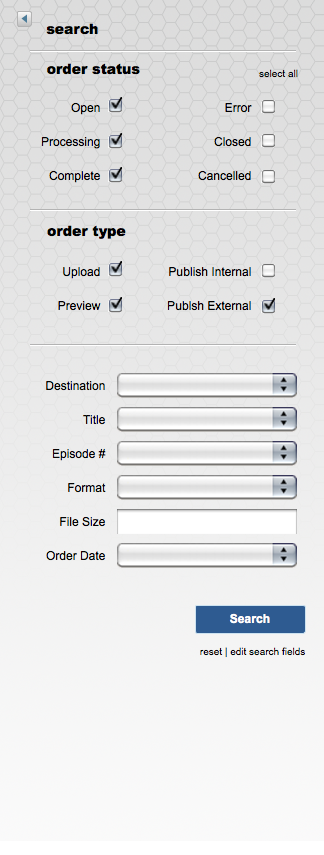 search
order status select all
Open Error
Processing Closed
Complete Cancelled
order type
Upload Publish Internal
Preview Publsh External
Destination
Title
Episode #
Format
File Size
Order Date
Search
reset | edit search fields